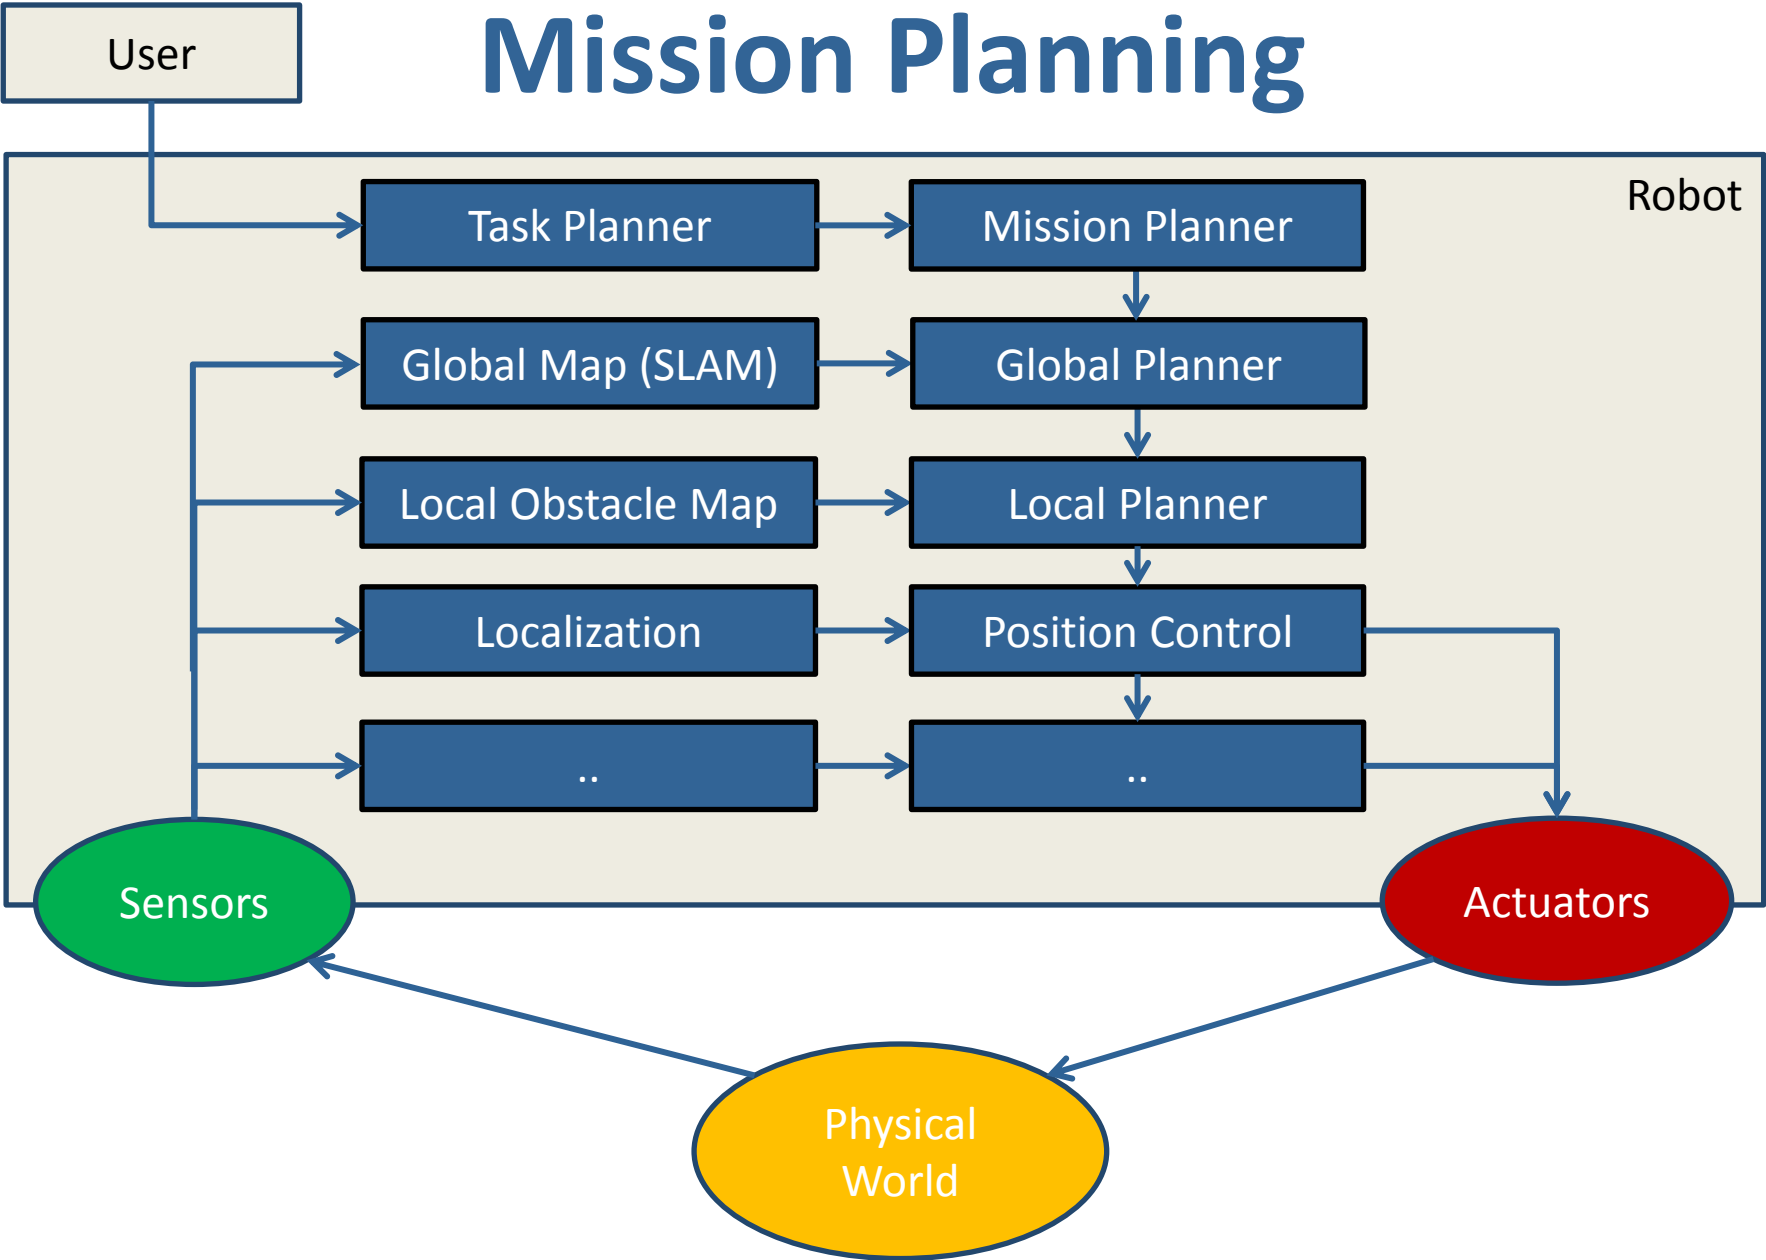 User
Mission Planning
Robot
Task Planner
Mission Planner
Global Map (SLAM)
Global Planner
Local Obstacle Map
Local Planner
Localization
Position Control
..
..
Sensors
Actuators
Physical
World